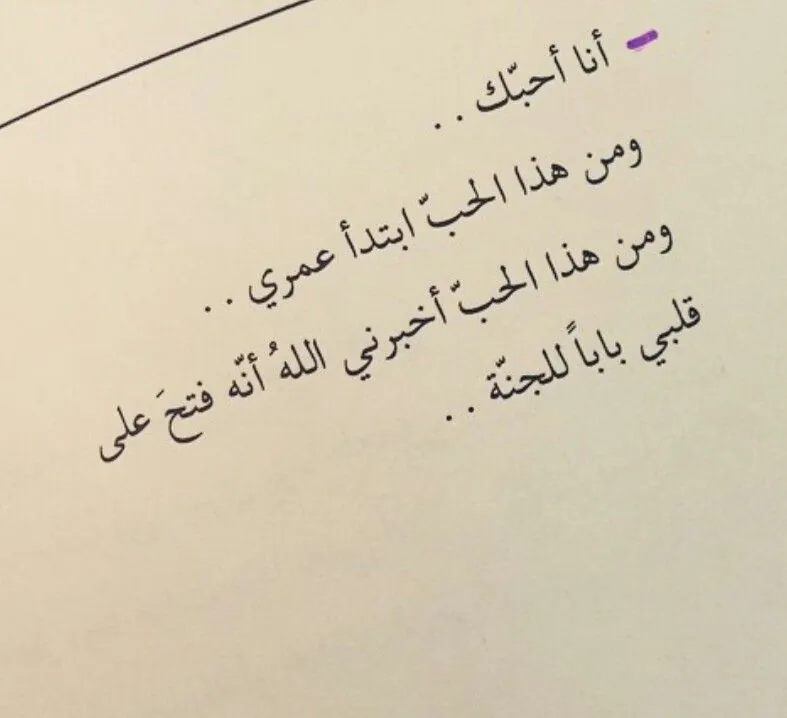 - أنا أحبّك ..
ومن هذا الحبّ ابتدأ عمري ..
ومن هذا الحبّ أخبرني اللهُ أنّه فتحَ على
قلبي باباً للجنّة ..